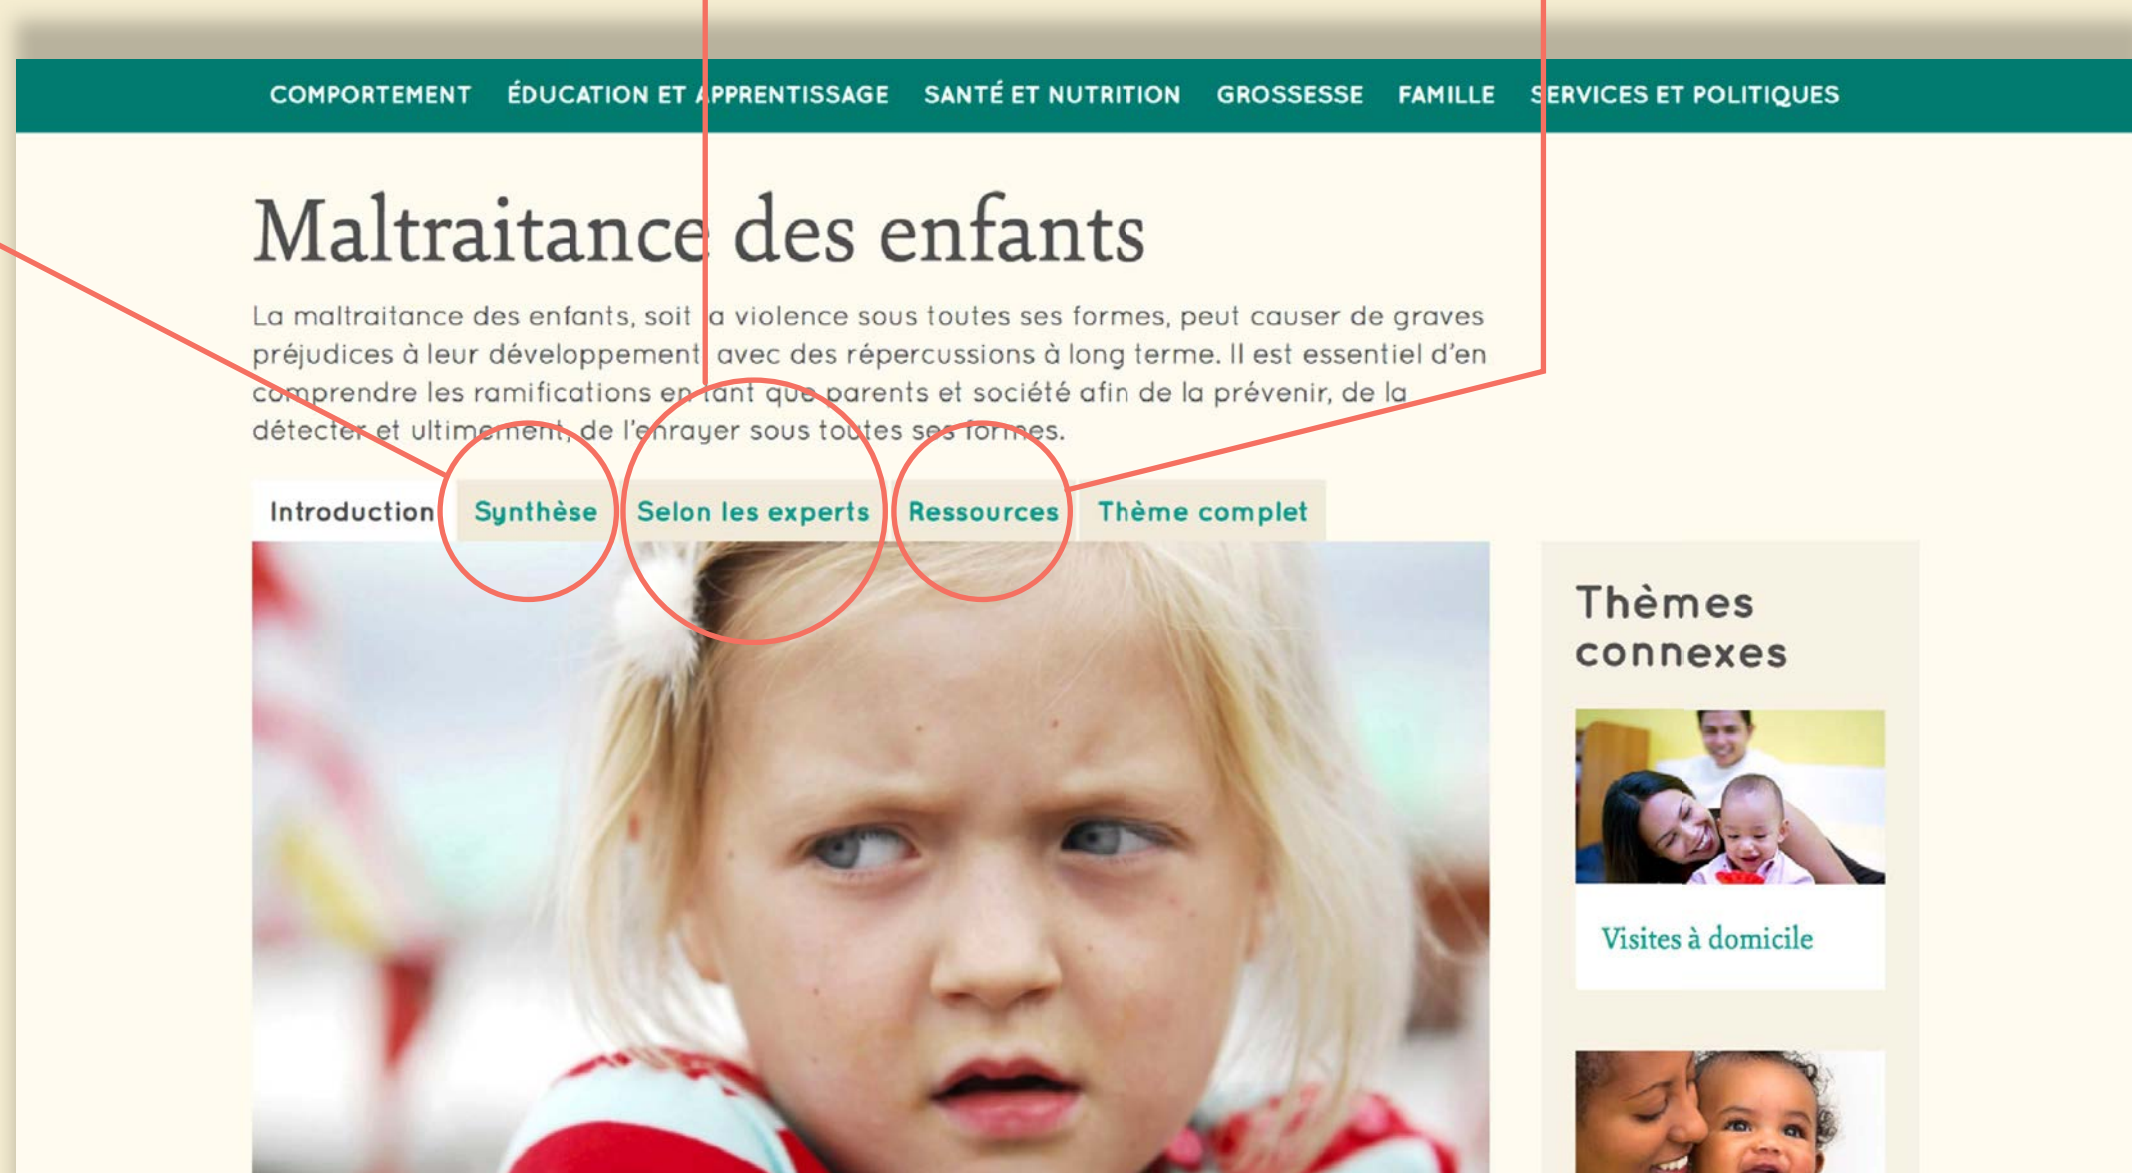 COMPORTEMENT ÉDUCATION ET APPRENTISSAGE SANTÉ ET NUTRITION GROSSESSE FAMILLE SERVICES ET POLITIQUES
Maltraitance des enfants
La maltraitance des enfants, soit la violence sous toutes ses formes, peut causer de graves
préjudices à leur développement, avec des répercussions à long terme. Il est essentiel d'en
comprendre les ramifications en tant que parents et société afin de la prévenir, de la
détecter et ultimement, de l'enrayer sous toutes ses formes.
Introduction Synthèse Selon les experts Ressources Thème complet
Thèmes
connexes
Visites à domicile